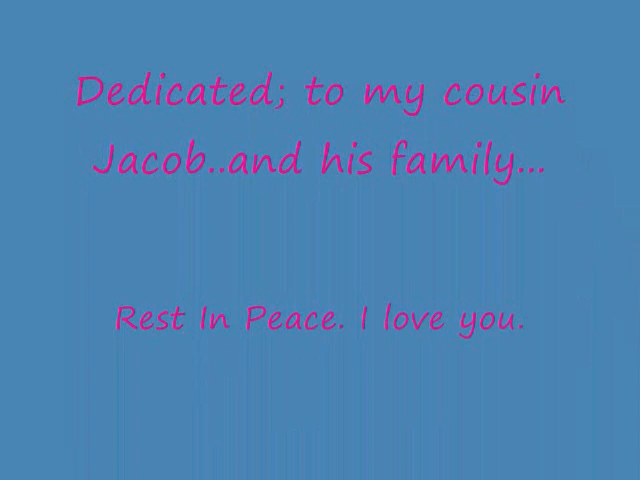 Dedicated; to my cousin
Jacob..and his family...
Rest In Peace. I love you.